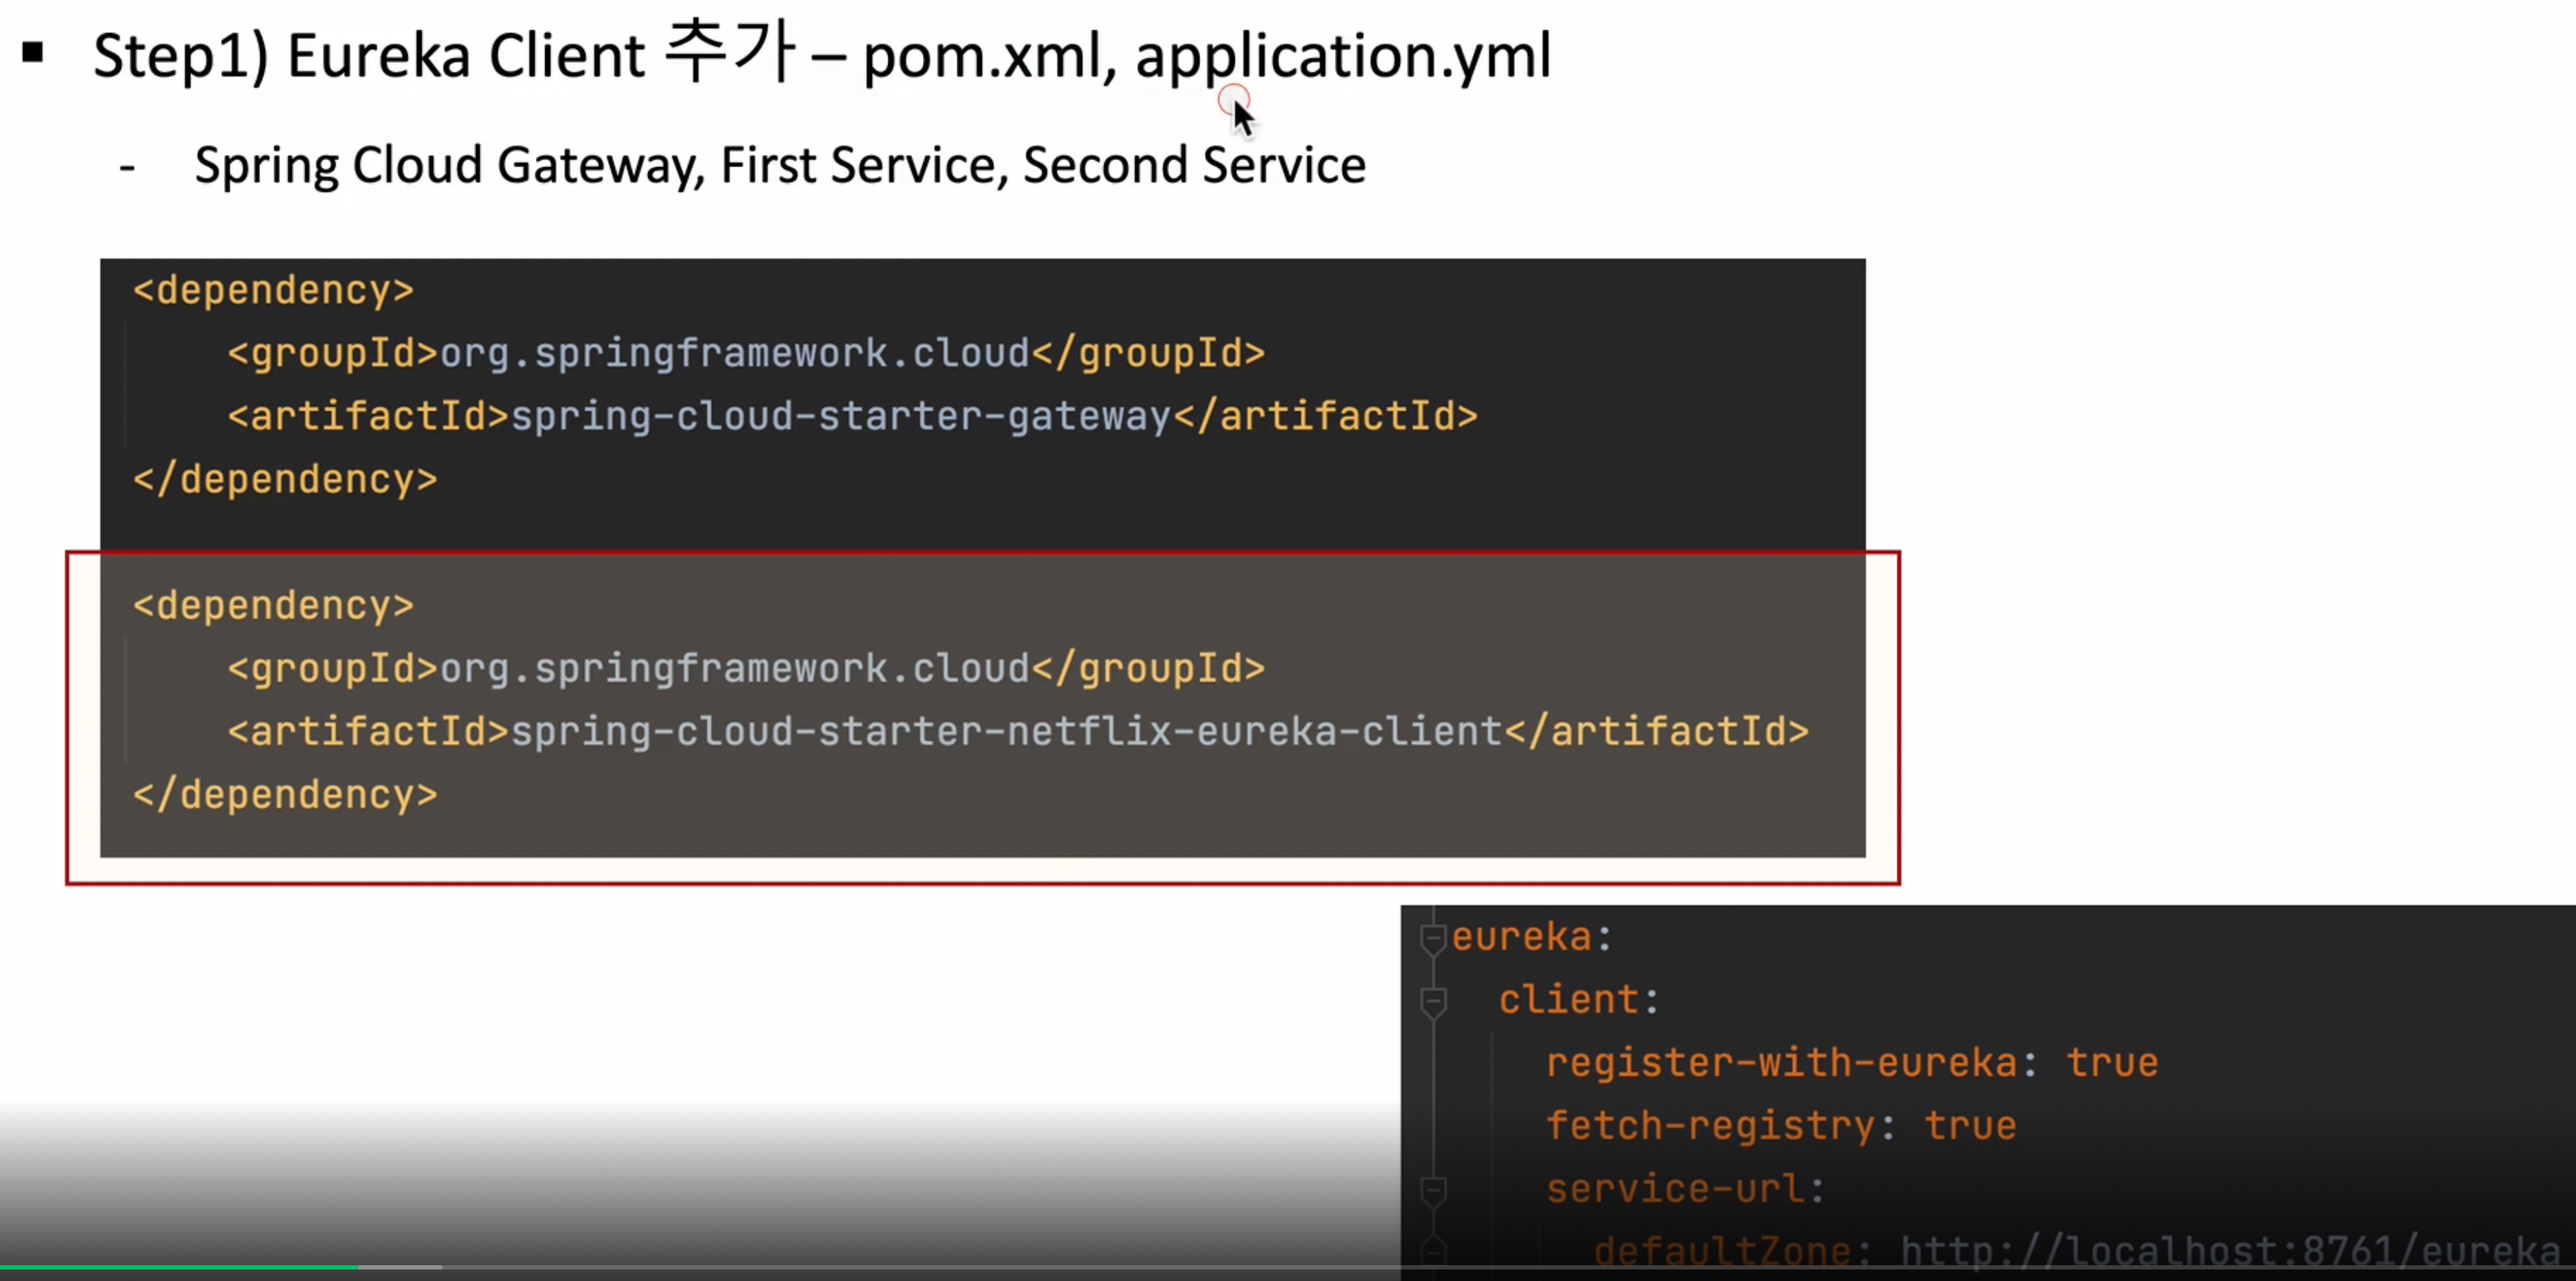 ▪ Step1) Eureka Client 추가 – pom.xml, application.yml
- Spring Cloud Gateway, First Service, Second Service
<dependency>
<groupId>org.springframework.cloud</groupId>
<artifactId>spring-cloud-starter-gateway</artifactId>
</dependency>
<dependency>
<groupId>org.springframework.cloud</groupId>
<artifactId>spring-cloud-starter-netflix-eureka-client</artifactId>
</dependency>
eureka:
client:
register-with-eureka: true
fetch-registry: true
service-url:
defaultZone: http://localhost:8761/eureka